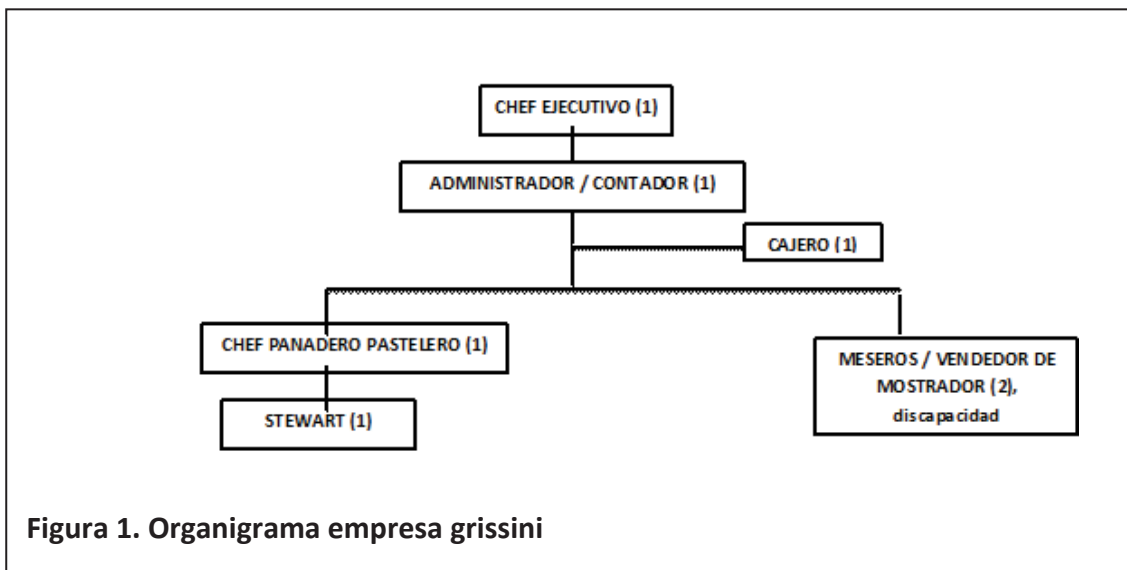 CHEF EJECUTIVO (1)
ADMINISTRADOR / CONTADOR (1)
CAJERO (1)
CHEF PANADERO PASTELERO (1)
MESEROS / VENDEDOR DE
MOSTRADOR (2),
discapacidad
STEWART (1)
Figura 1. Organigrama empresa grissini